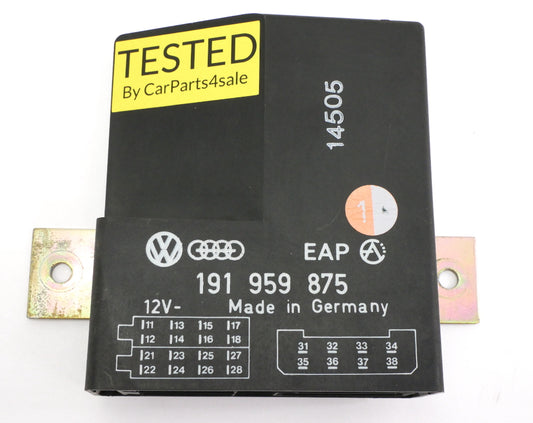 TESTED
By CarParts4sale
14505
1
VW
EAP A
191 959 875
12V- Made in Germany
11 13 15 17
12 14 16 18
21 23 25 27
22 24 26 28
31 32 33 34
35 36 37 38